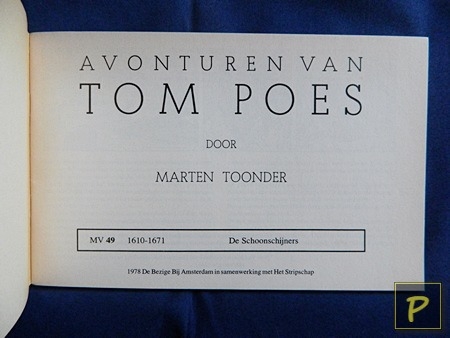 AVONTUREN VAN
TOM POES
DOOR
MARTEN TOONDER
MV 49 1610-1671 De Schoonschijners
1978 De Bezige Bij Amsterdam in samenwerking met Het Stripschap
P